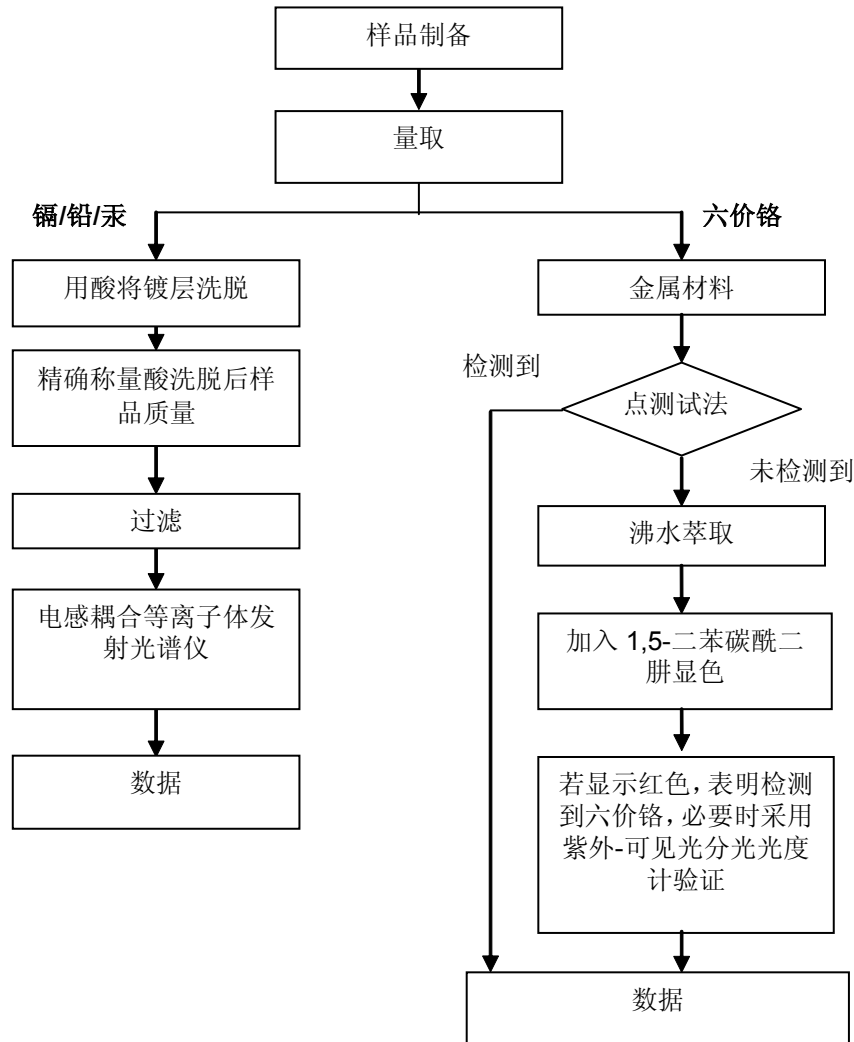 样品制备
量取
镉/铅/汞
用酸将镀层洗脱
精确称量酸洗脱后样
品质量
过滤
电感耦合等离子体发
射光谱仪
数据
六价铬
金属材料
检测到
点测试法
未检测到
沸水萃取
加入 1,5-二苯碳酰二
肼显色
若显示红色,表明检测
到六价铬,必要时采用
紫外-可见光分光光度
计验证
数据